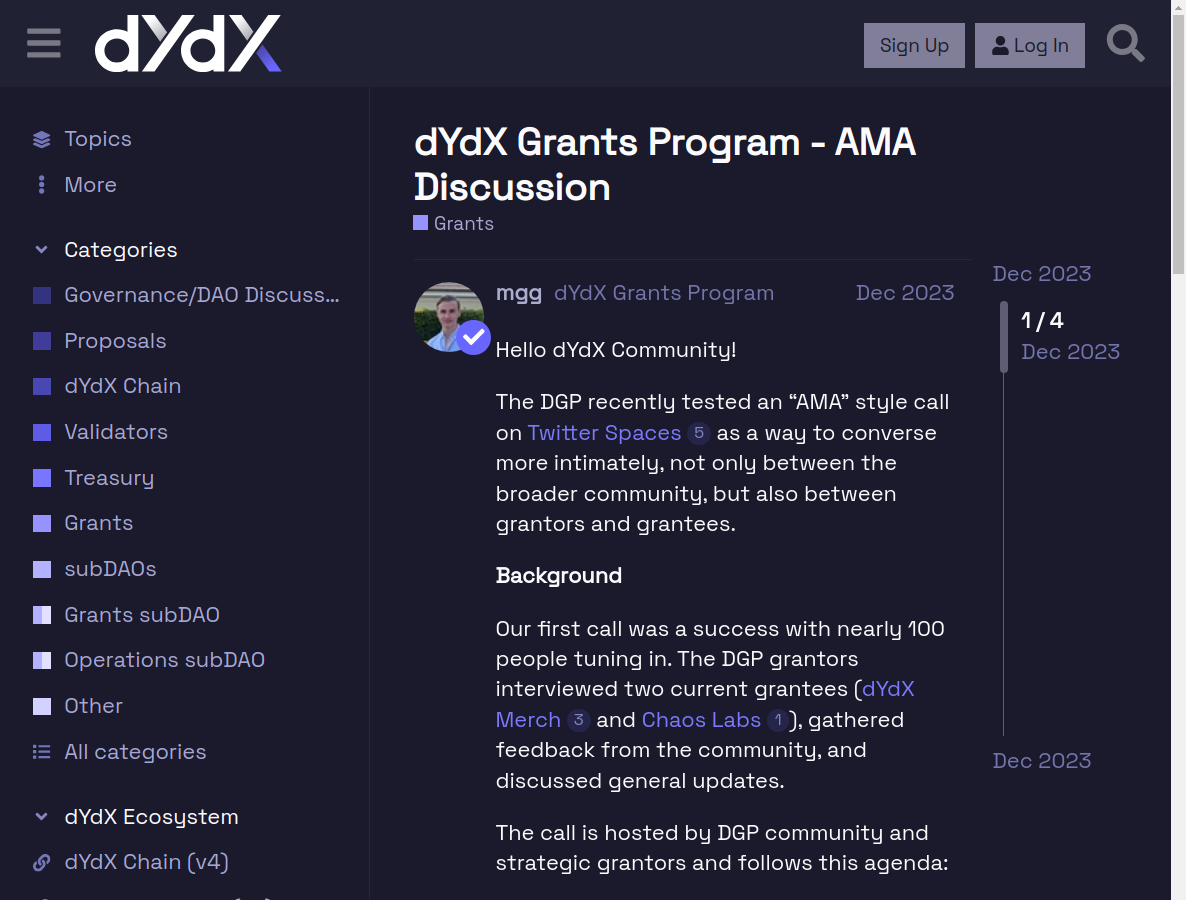 dYdX
Sign Up
Log In
Topics
More
Categories
Governance/DAO Discuss...
Proposals
dYdX Chain
Validators
Treasury
Grants
subDAOs
Grants subDAO
Operations subDAO
Other
All categories
dYdX Ecosystem
dYdX Chain (v4)
dYdX Grants Program - AMA
Discussion
Grants
mgg dYdX Grants Program Dec 2023
Hello dYdX Community!
The DGP recently tested an “AMA” style call
on Twitter Spaces 5 as a way to converse
more intimately, not only between the
broader community, but also between
grantors and grantees.
Background
Our first call was a success with nearly 100
people tuning in. The DGP grantors
interviewed two current grantees (dYdX
Merch 3 and Chaos Labs 1), gathered
feedback from the community, and
discussed general updates.
The call is hosted by DGP community and
strategic grantors and follows this agenda:
Dec 2023
1 / 4
Dec 2023
Dec 2023